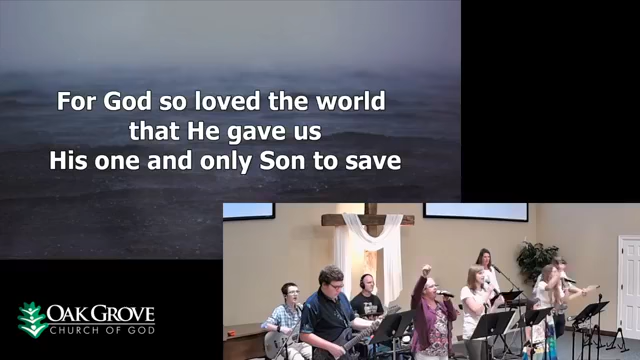 For God so loved the world
that He gave us
His one and only Son to save
OAK GROVE
CHURCH OF GOD